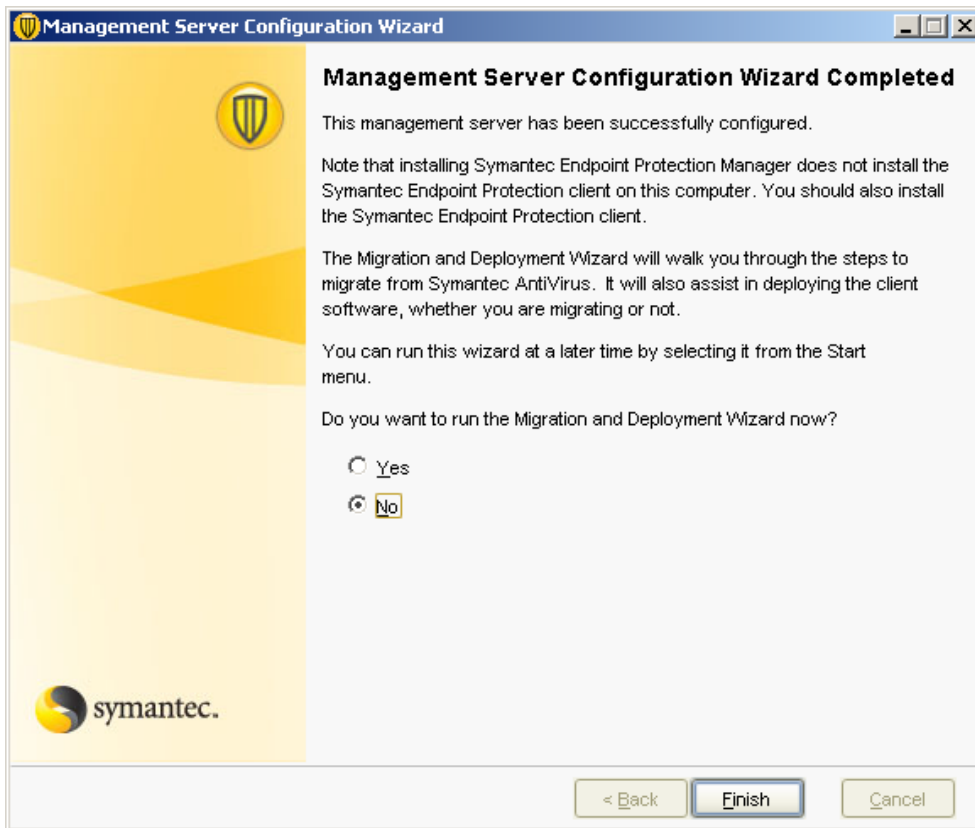 Management Server Configuration Wizard
Management Server Configuration Wizard Completed
This management server has been successfully configured.
Note that installing Symantec Endpoint Protection Manager does not install the
Symantec Endpoint Protection client on this computer. You should also install
the Symantec Endpoint Protection client.
The Migration and Deployment Wizard will walk you through the steps to
migrate from Symantec AntiVirus. It will also assist in deploying the client
software, whether you are migrating or not.
You can run this wizard at a later time by selecting it from the Start
menu.
Do you want to run the Migration and Deployment Wizard now?
Yes
No
symantec.
< Back
Finish
Cancel